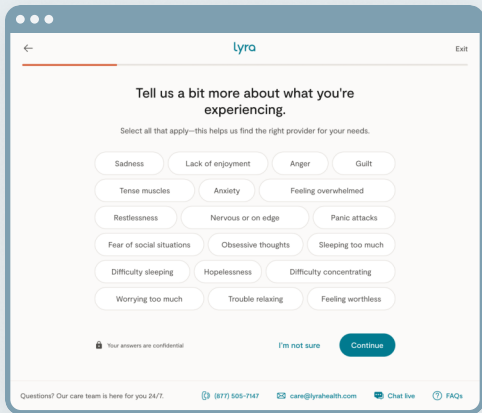 lyra
Exit
Tell us a bit more about what you're
experiencing.
Select all that apply—this helps us find the right provider for your needs.
Sadness Lack of enjoyment Anger Guilt
Tense muscles Anxiety Feeling overwhelmed
Restlessness Nervous or on edge Panic attacks
Fear of social situations Obsessive thoughts Sleeping too much
Difficulty sleeping Hopelessness Difficulty concentrating
Worrying too much Trouble relaxing Feeling worthless
Your answers are confidential I'm not sure Continue
Questions? Our care team is here for you 24/7. (877) 505-7147 care@lyrahealth.com Chat live FAQs